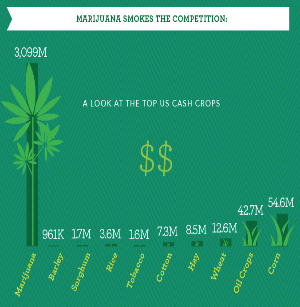 MARIJUANA SMOKES THE COMPETITION:
3,099M
A LOOK AT THE TOP US CASH CROPS
$$
961K
1.7M
3.6M
1.6M
7.3M
8.5M
12.6M
42.7M
54.6M
Marijuana
Barley
Sorghum
Rice
Tobacco
Cotton
Hay
Wheat
Oil Crops
Corn